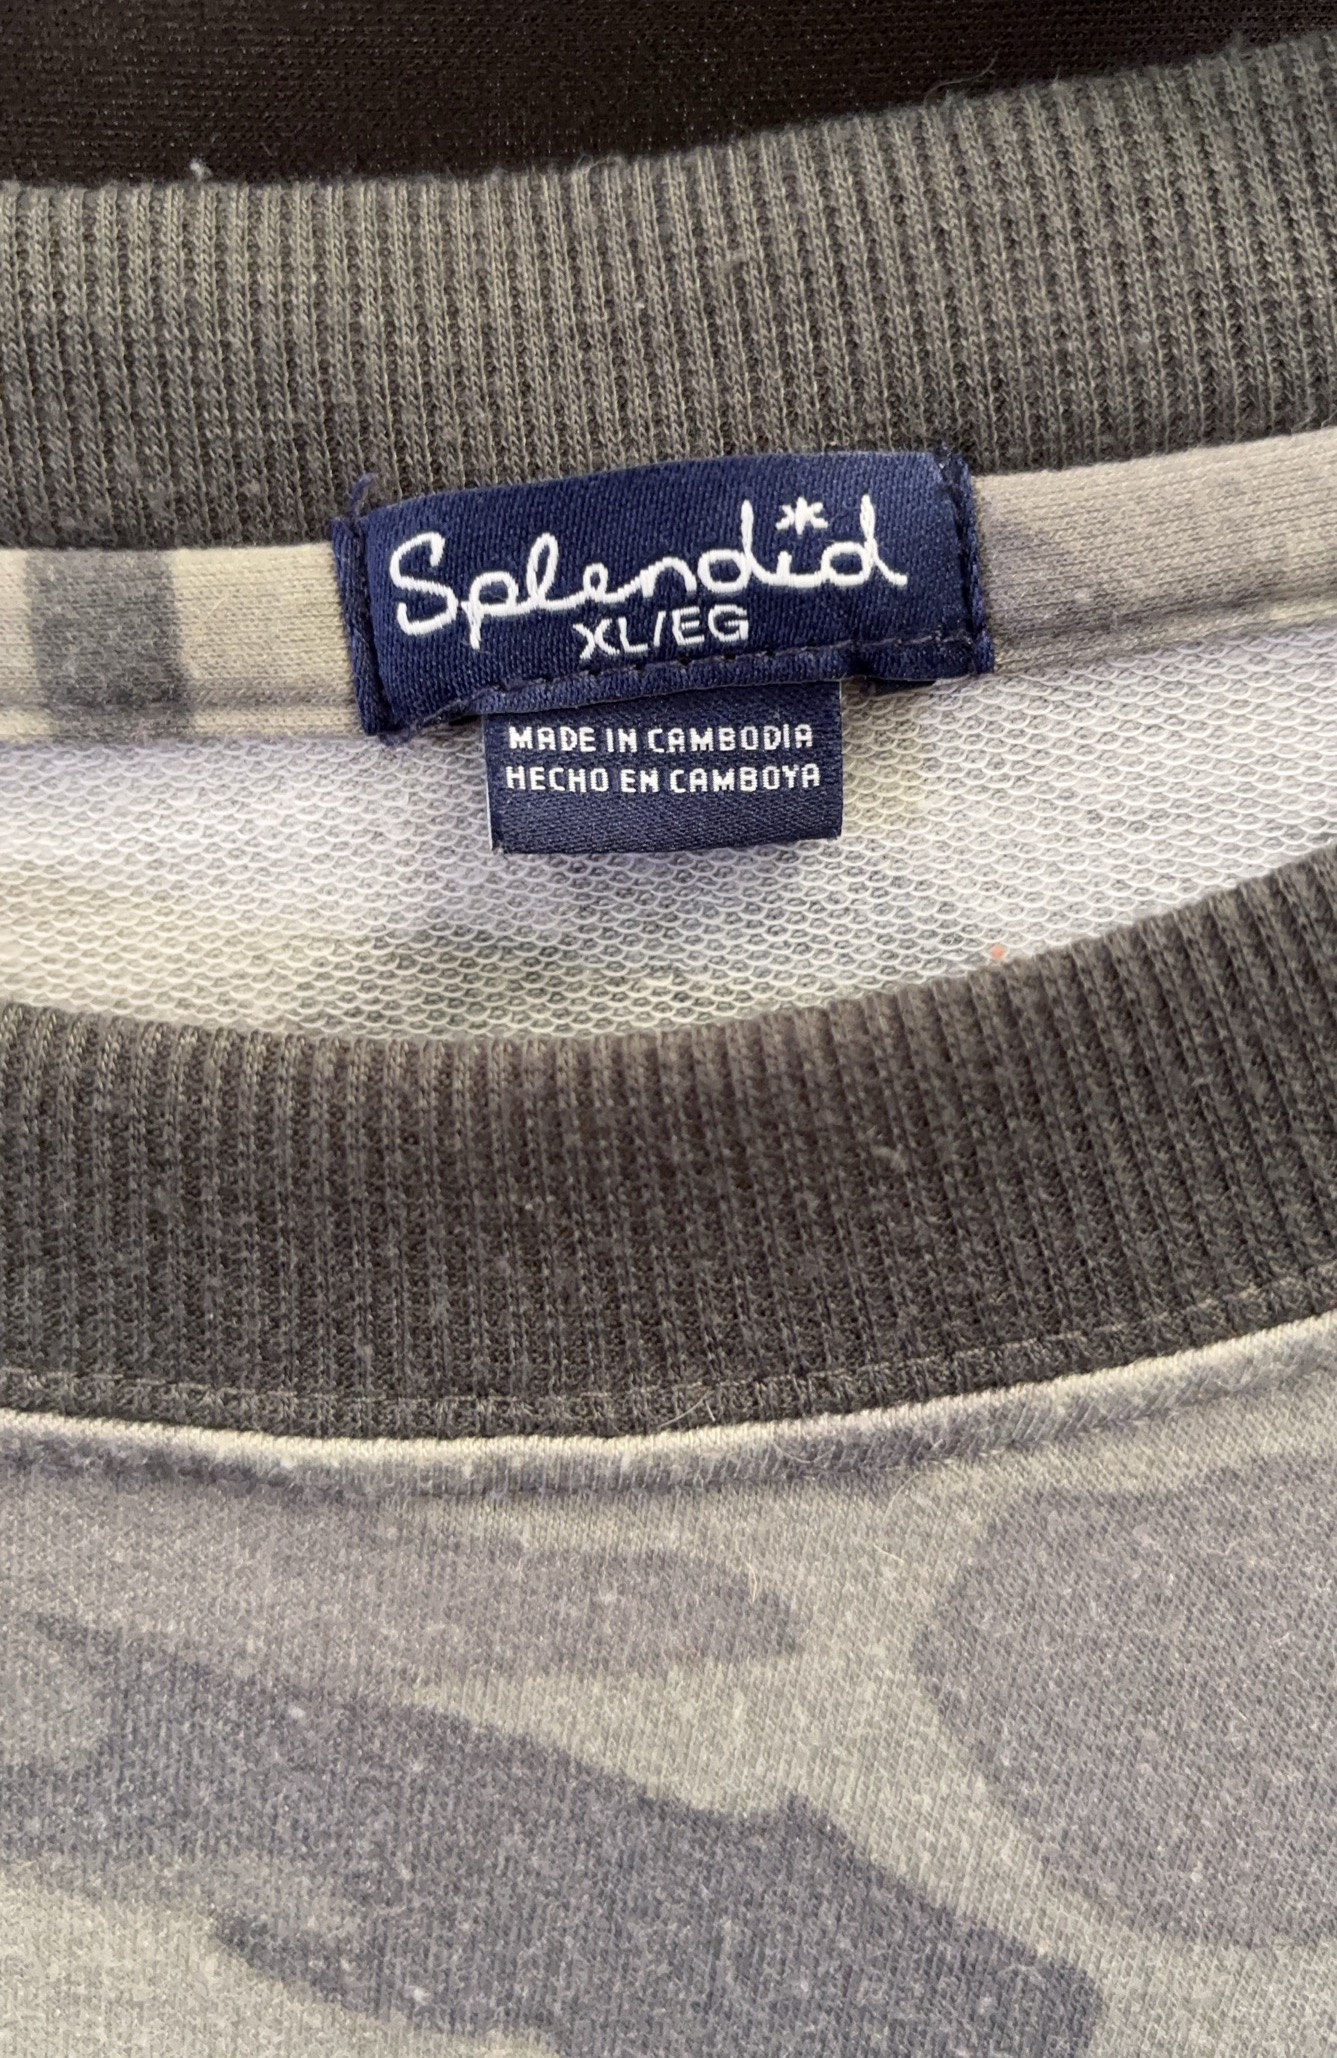 Splendid
XL/EG
MADE IN CAMBODIA
HECHO EN CAMBOYA